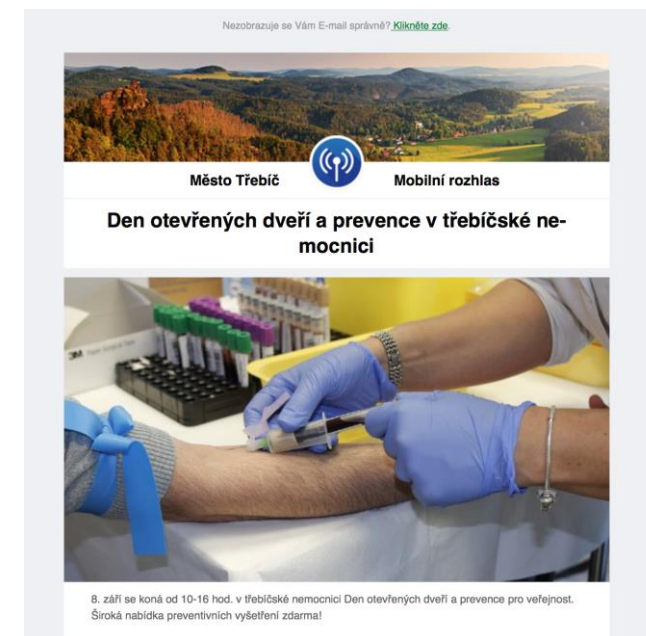 Nezobrazuje se Vám E-mail správně? Klikněte zde.
Město Třebíč
Mobilní rozhlas
Den otevřených dveří a prevence v třebíčské ne-
mocnici
3M
8. září se koná od 10-16 hod. v třebíčské nemocnici Den otevřených dveří a prevence pro veřejnost.
Široká nabídka preventivních vyšetření zdarma!